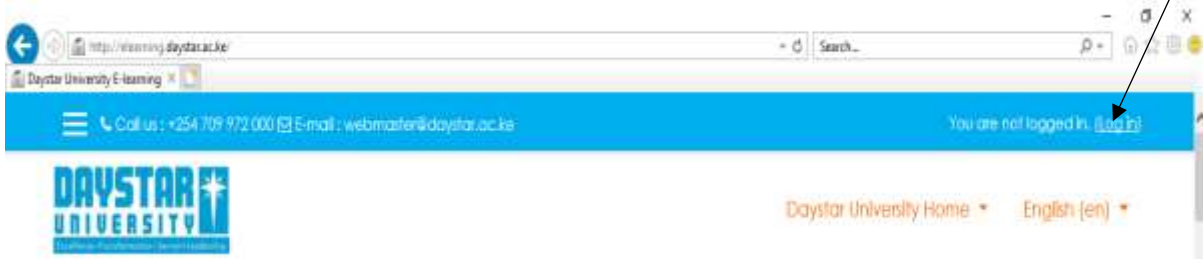 http://elearning.daystar.ac.ke/
Search...
Daystar University E-learning
Call us : +254 709 972 000 E-mail : webmaster@daystar.ac.ke
You are not logged in. (Log in)
DAYSTAR
UNIVERSITY
Daystar University Home
English (en)